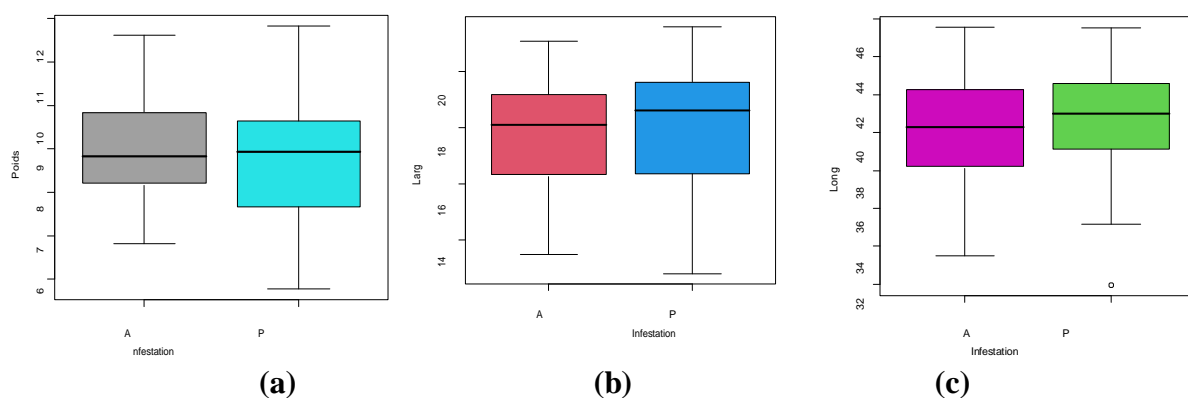 Poids
12
11
10
9
8
7
6
A P
nfestation
(a)
Larg
20
18
16
14
A P
Infestation
(b)
Long
48
46
44
42
40
38
36
34
32
A P
Infestation
(c)